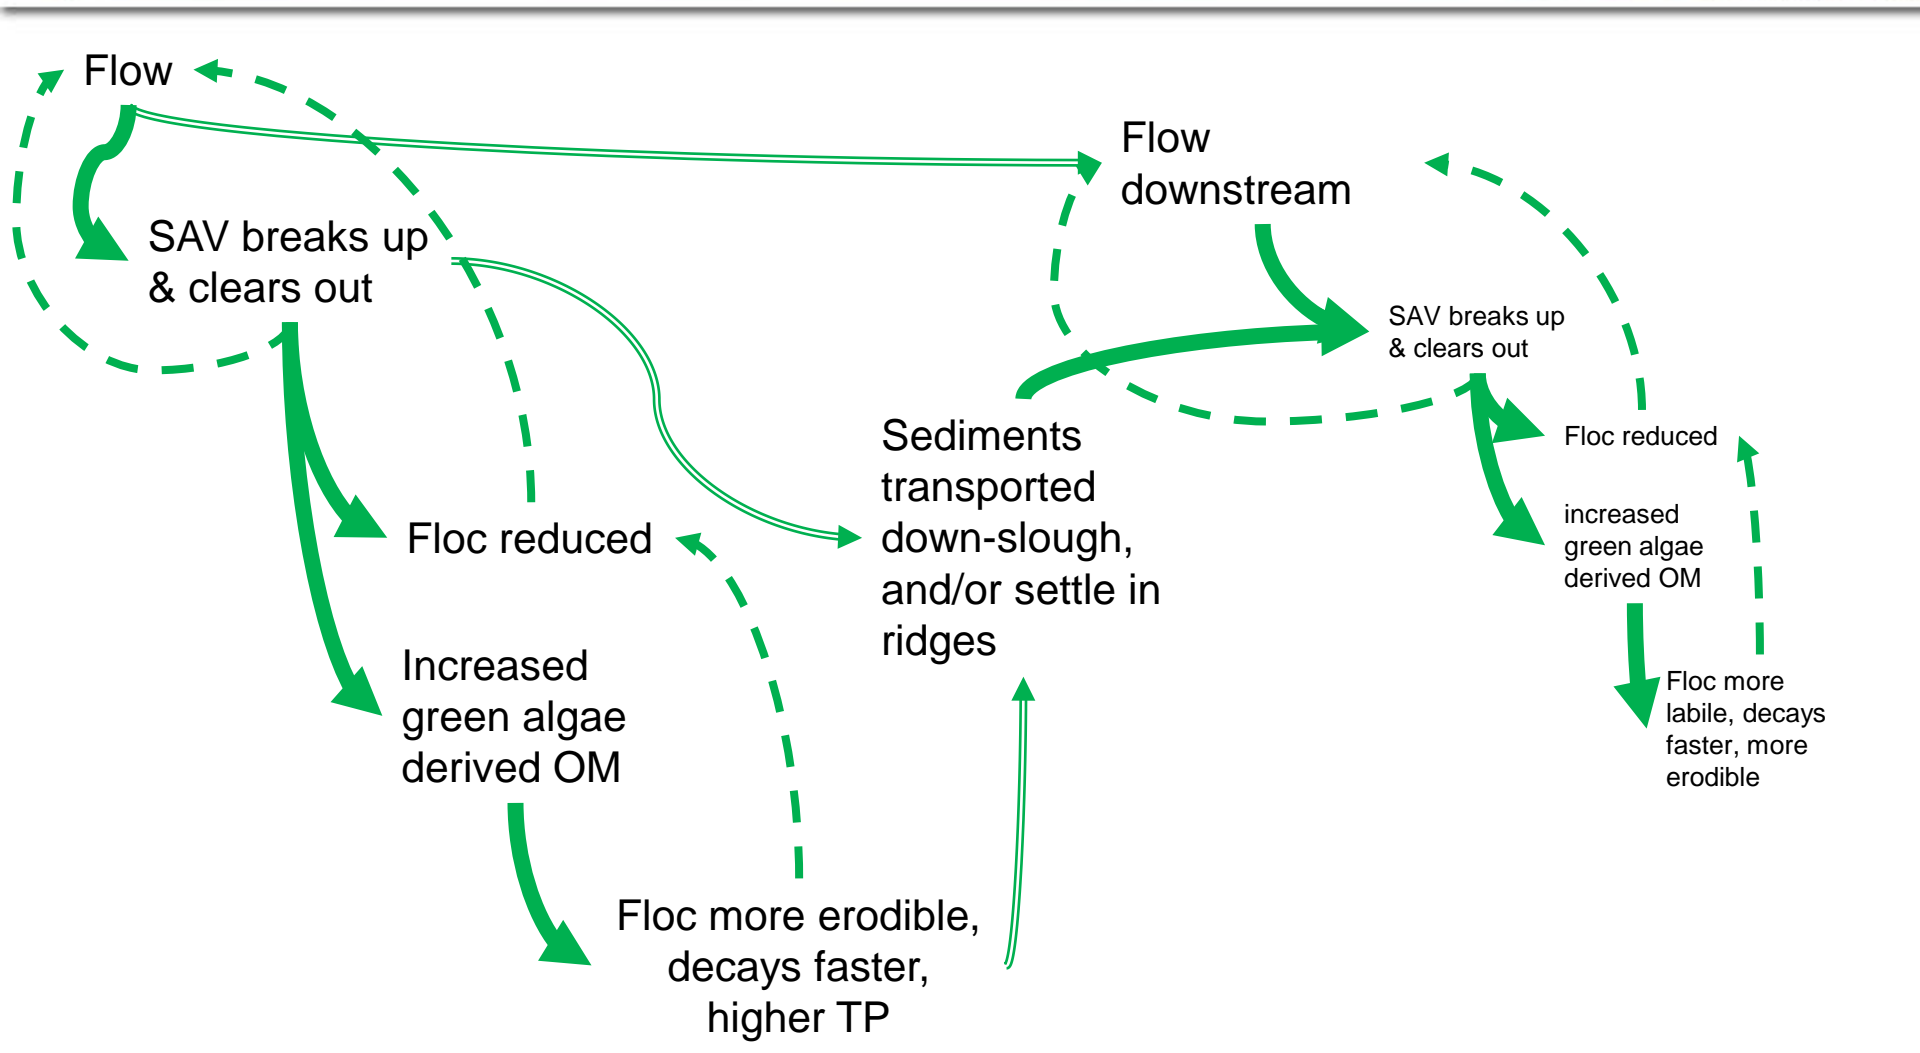 Flow
SAV breaks up
& clears out
Floc reduced
Increased
green algae
derived OM
Floc more erodible,
decays faster,
higher TP
Sediments
transported
down-slough,
and/or settle in
ridges
Flow
downstream
SAV breaks up
& clears out
Floc reduced
increased
green algae
derived OM
Floc more
labile, decays
faster, more
erodible